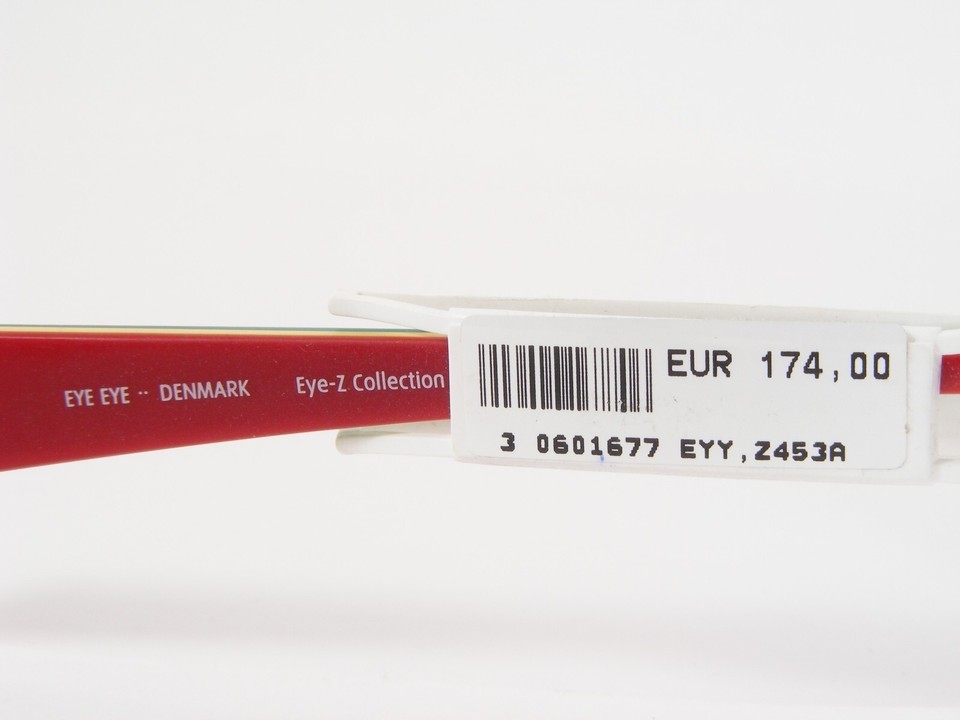 EYE EYE ·· DENMARK Eye-Z Collection
EUR 174,00
3 0601677 EYY,Z453A